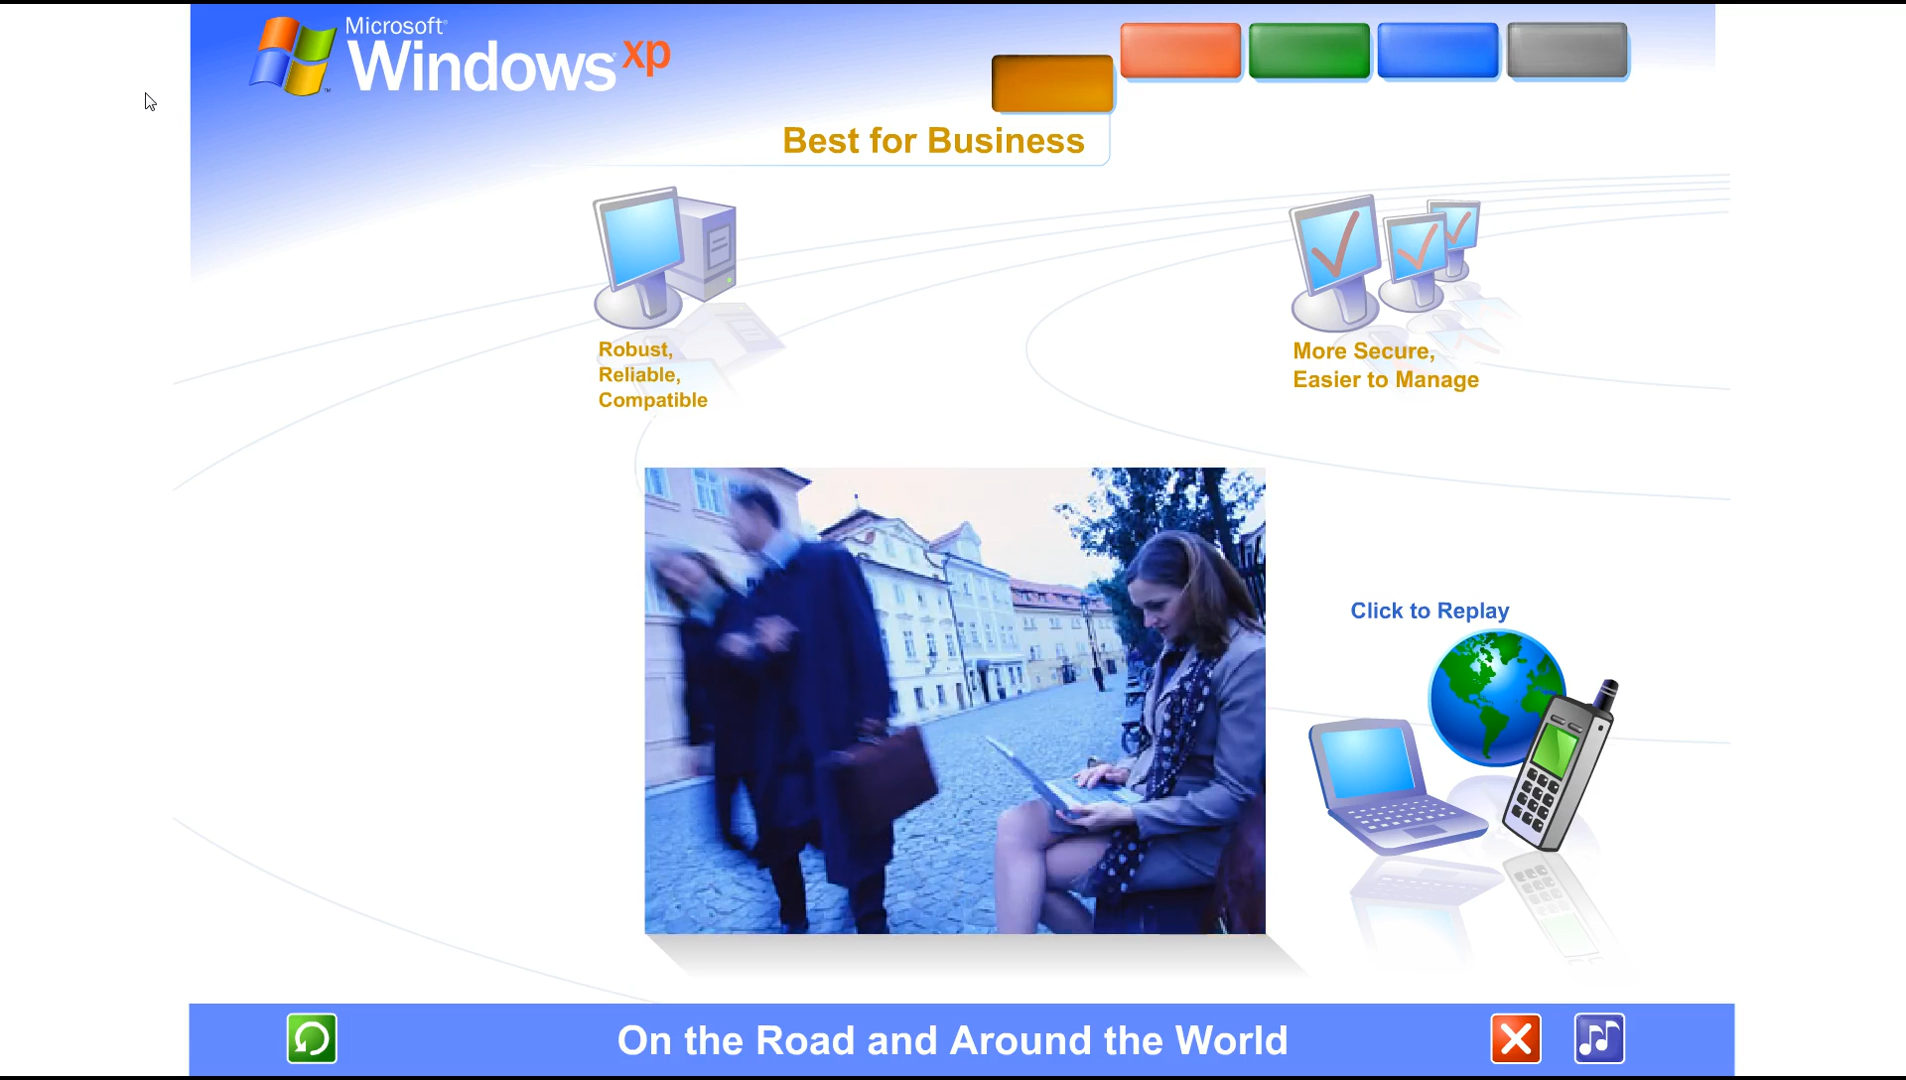 Microsoft
Windows xp
Best for Business
Robust,
Reliable,
Compatible
More Secure,
Easier to Manage
Click to Replay
On the Road and Around the World